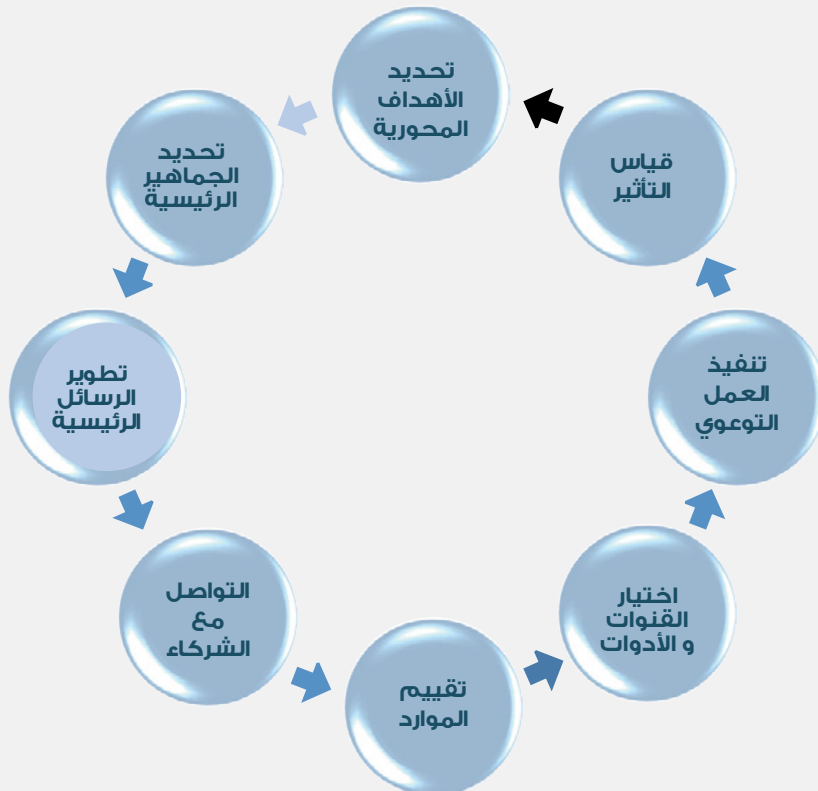 تحديد
الأهداف
المحورية
تحديد
الجماهير
الرئيسية
تطوير
الرسائل
الرئيسية
التواصل
مع
الشركاء
تقييم
الموارد
اختيار
القنوات
و الأدوات
تنفيذ
العمل
التوعوي
قياس
التأثير